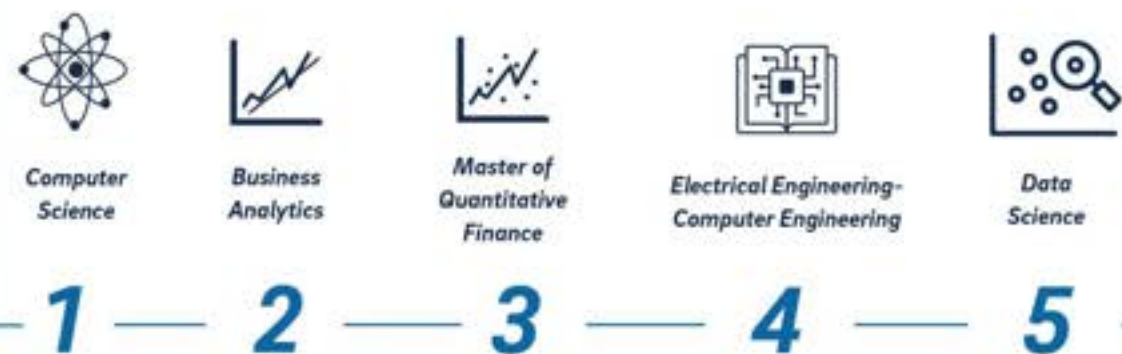 Computer
Science
Business
Analytics
Master of
Quantitative
Finance
Electrical Engineering-
Computer Engineering
Data
Science
1
2
3
4
5